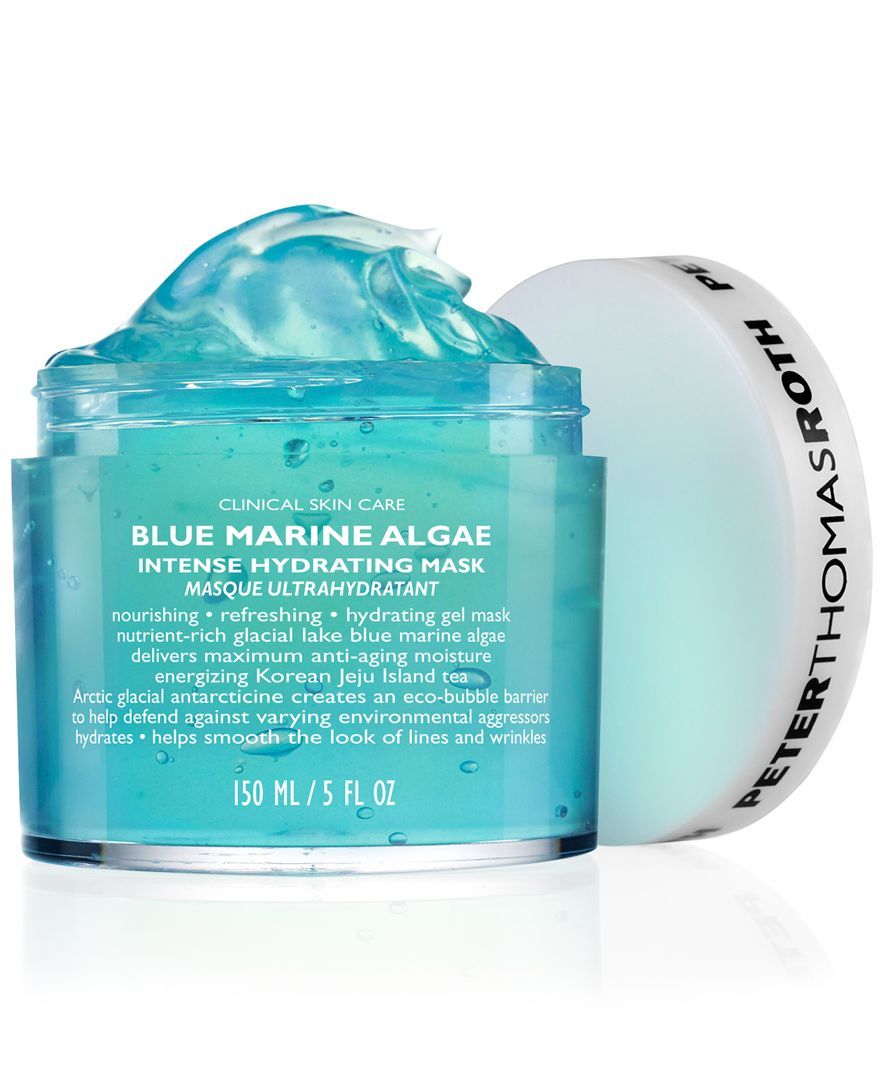 CLINICAL SKIN CARE
BLUE MARINE ALGAE
INTENSE HYDRATING MASK
MASQUE ULTRAHYDRATANT
nourishing • refreshing • hydrating gel mask
nutrient-rich glacial lake blue marine algae
delivers maximum anti-aging moisture
energizing Korean Jeju Island tea
Arctic glacial antarcticine creates an eco-bubble barrier
to help defend against varying environmental aggressors
hydrates • helps smooth the look of lines and wrinkles
150 ML / 5 FL OZ
PETERTHOMASROTH